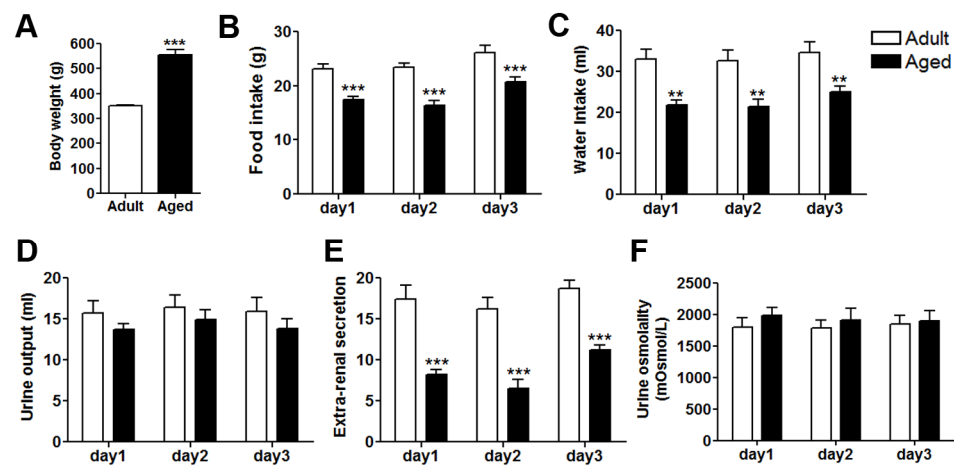 A
Body weight (g)
600
500
400
300
200
100
0
***
Adult Aged
B
Food intake (g)
30
20
10
0
*** *** ***
day1 day2 day3
C
Water Intake (ml)
40
30
20
10
0
** ** **
day1 day2 day3
Adult
Aged
D
Urine output (ml)
20
15
10
5
0
day1 day2 day3
E
Extra-renal secretion
20
15
10
5
0
*** *** ***
day1 day2 day3
F
Urine osmolality
(mOsmol/L)
2500
2000
1500
1000
500
0
day1 day2 day3